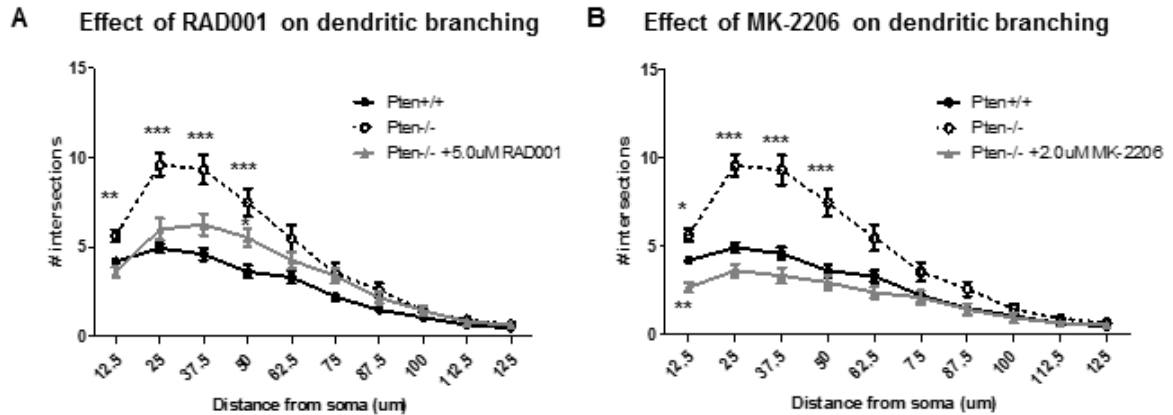 A Effect of RAD001 on dendritic branching
15
10
5
0
# intersections
Pten+/+
Pten-/-
Pten-/- +5.0uM RAD001
**
***
***
***
*
12.5 25 37.5 50 62.5 75 87.5 100 112.5 125
Distance from soma (um)
B Effect of MK-2206 on dendritic branching
15
10
5
0
# intersections
Pten+/+
Pten-/-
Pten-/- +2.0uM MK-2206
*
***
***
***
**
12.5 25 37.5 50 62.5 75 87.5 100 112.5 125
Distance from soma (um)